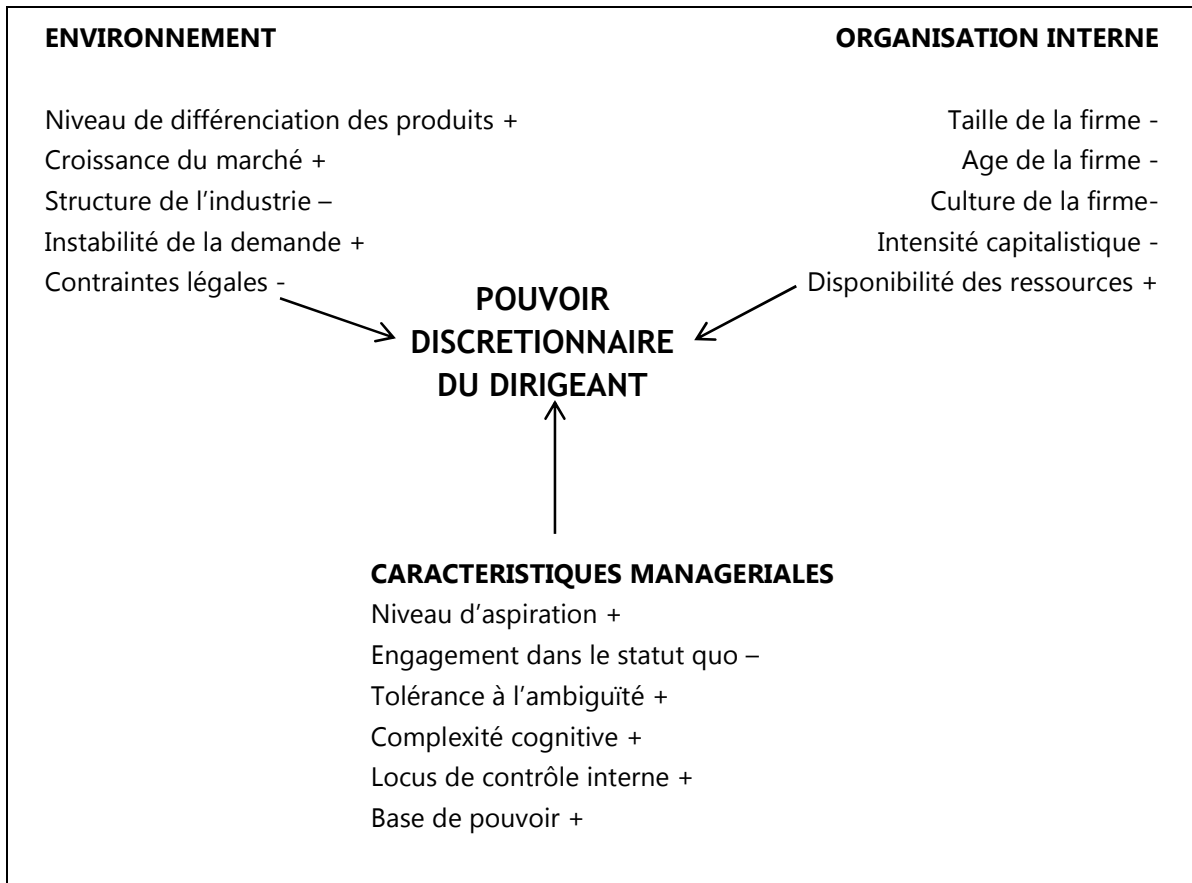 ENVIRONNEMENT
Niveau de différenciation des produits +
Croissance du marché +
Structure de l’industrie –
Instabilité de la demande +
Contraintes légales -
ORGANISATION INTERNE
Taille de la firme -
Age de la firme -
Culture de la firme-
Intensité capitalistique -
Disponibilité des ressources +
POUVOIR
DISCRETIONNAIRE
DU DIRIGEANT
CARACTERISTIQUES MANAGERIALES
Niveau d’aspiration +
Engagement dans le statut quo –
Tolérance à l’ambiguïté +
Complexité cognitive +
Locus de contrôle interne +
Base de pouvoir +